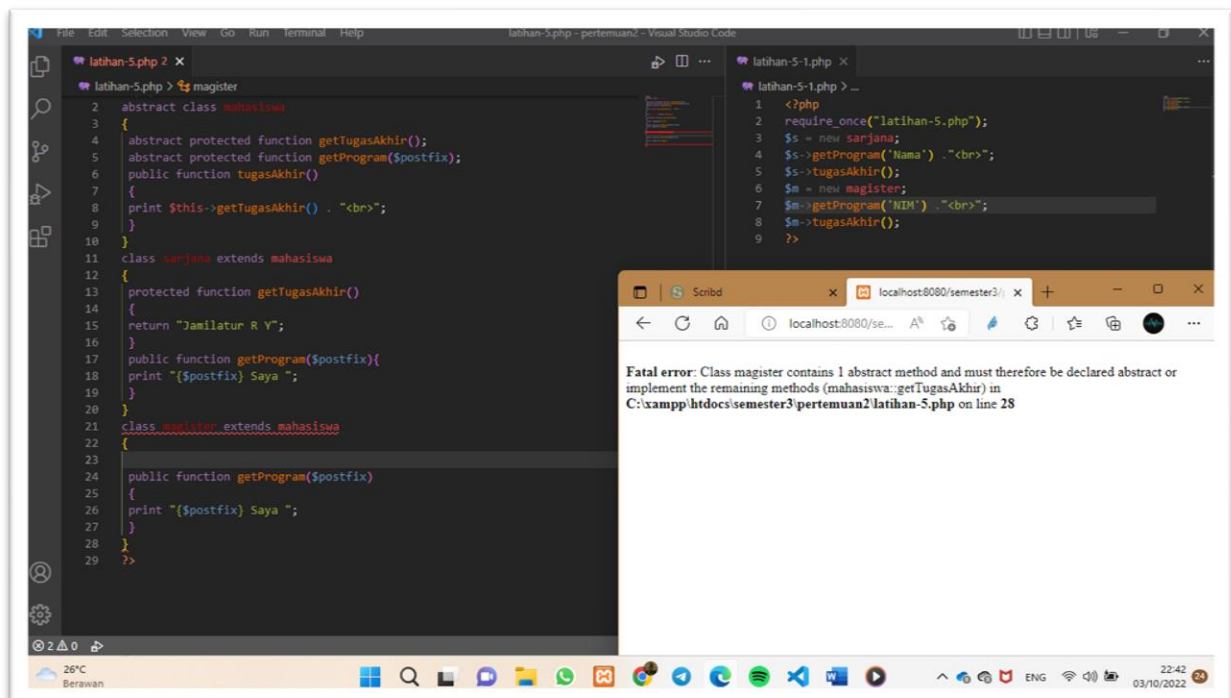 File Edit Selection View Go Run Terminal Help
latihan-5.php - pertemuan2 - Visual Studio Code
latihan-5.php 2
latihan-5.php > magister
2 abstract class mahasiswa
3 {
4 abstract protected function getTugasAkhir();
5 abstract protected function getProgram($postfix);
6 public function tugasAkhir()
7 {
8 print $this->getTugasAkhir() . "<br>";
9 }
10 }
11 class sarjana extends mahasiswa
12 {
13 protected function getTugasAkhir()
14 {
15 return "Jamilatur R Y";
16 }
17 public function getProgram($postfix){
18 print "{$postfix} Saya ";
19 }
20 }
21 class magister extends mahasiswa
22 {
23
24 public function getProgram($postfix)
25 {
26 print "{$postfix} Saya ";
27 }
28 }
29 ?>
latihan-5-1.php
latihan-5-1.php > ...
1 <?php
2 require_once("latihan-5.php");
3 $s = new sarjana;
4 $s->getProgram('Nama') ."<br>";
5 $s->tugasAkhir();
6 $m = new magister;
7 $m->getProgram('NIM') ."<br>";
8 $m->tugasAkhir();
9 ?>
Scribd
localhost:8080/semester3/
localhost:8080/se...
Fatal error: Class magister contains 1 abstract method and must therefore be declared abstract or
implement the remaining methods (mahasiswa::getTugasAkhir) in
C:\xampp\htdocs\semester3\pertemuan2\latihan-5.php on line 28
2 0
26°C
Berawan
ENG
22:42
03/10/2022
24